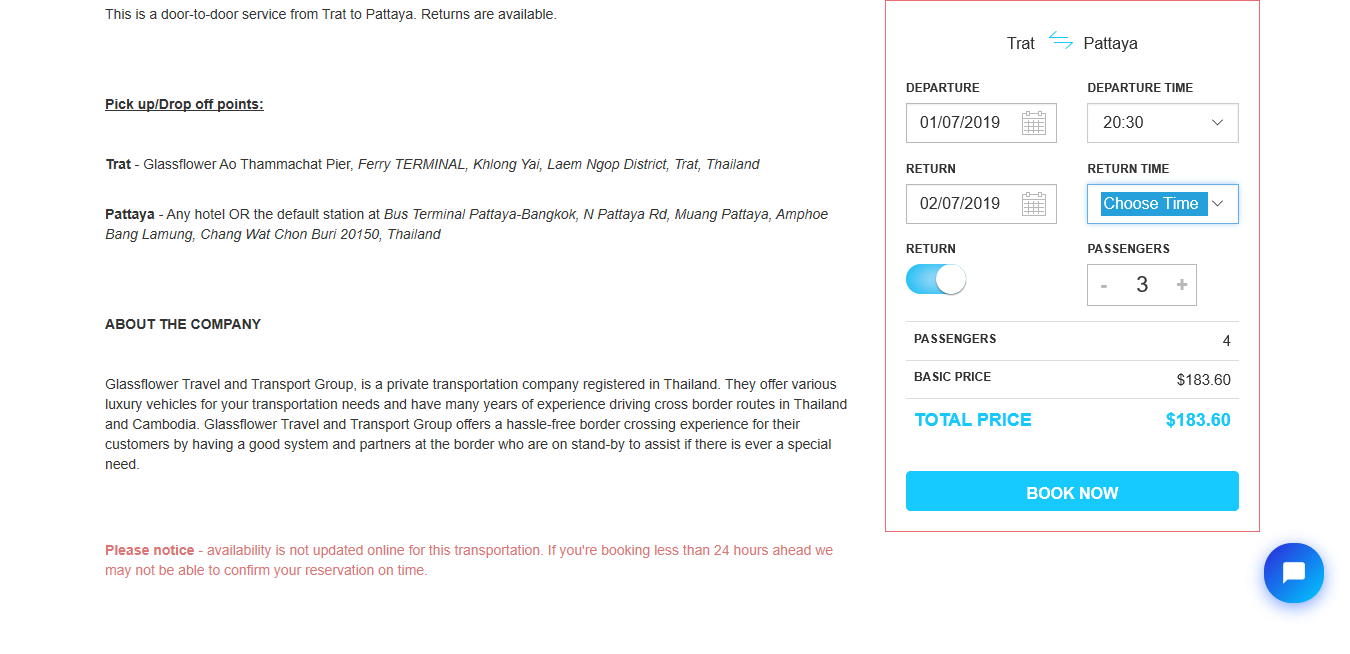 This is a door-to-door service from Trat to Pattaya. Returns are available.
Pick up/Drop off points:
Trat - Glassflower Ao Thammachat Pier, Ferry TERMINAL, Khlong Yai, Laem Ngop District, Trat, Thailand
Pattaya - Any hotel OR the default station at Bus Terminal Pattaya-Bangkok, N Pattaya Rd, Muang Pattaya, Amphoe
Bang Lamung, Chang Wat Chon Buri 20150, Thailand
ABOUT THE COMPANY
Glassflower Travel and Transport Group, is a private transportation company registered in Thailand. They offer various
luxury vehicles for your transportation needs and have many years of experience driving cross border routes in Thailand
and Cambodia. Glassflower Travel and Transport Group offers a hassle-free border crossing experience for their
customers by having a good system and partners at the border who are on stand-by to assist if there is ever a special
need.
Please notice - availability is not updated online for this transportation. If you're booking less than 24 hours ahead we
may not be able to confirm your reservation on time.
Trat Pattaya
DEPARTURE DEPARTURE TIME
01/07/2019 20:30
RETURN RETURN TIME
02/07/2019 Choose Time
RETURN PASSENGERS
- 3 +
PASSENGERS 4
BASIC PRICE $183.60
TOTAL PRICE $183.60
BOOK NOW